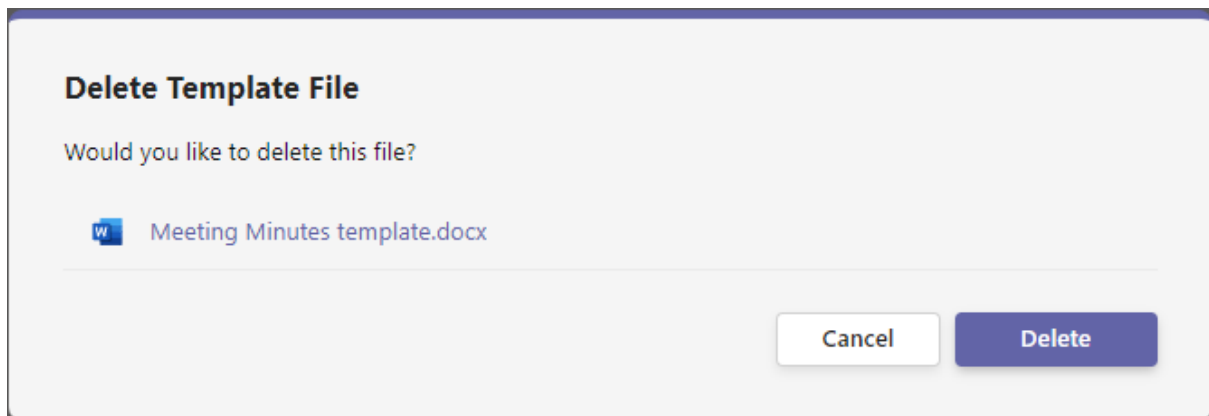 Delete Template File
Would you like to delete this file?
W Meeting Minutes template.docx
Cancel Delete